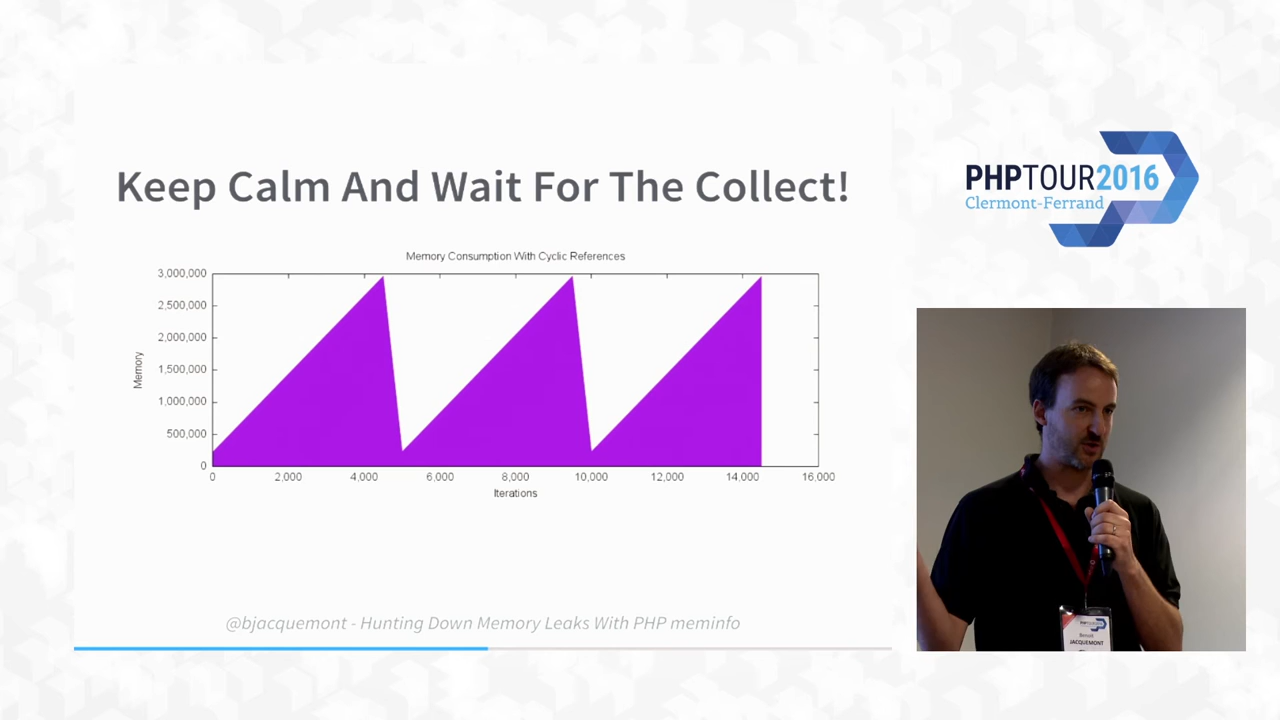 Keep Calm And Wait For The Collect!
Memory Consumption With Cyclic References
3,000,000
2,500,000
2,000,000
1,500,000
1,000,000
500,000
0
Memory
0
2,000
4,000
6,000
8,000
10,000
12,000
14,000
16,000
Iterations
@bjacquemont - Hunting Down Memory Leaks With PHP meminfo
PHPTOUR2016
Clermont-Ferrand
Benoit
JACQUEMONT